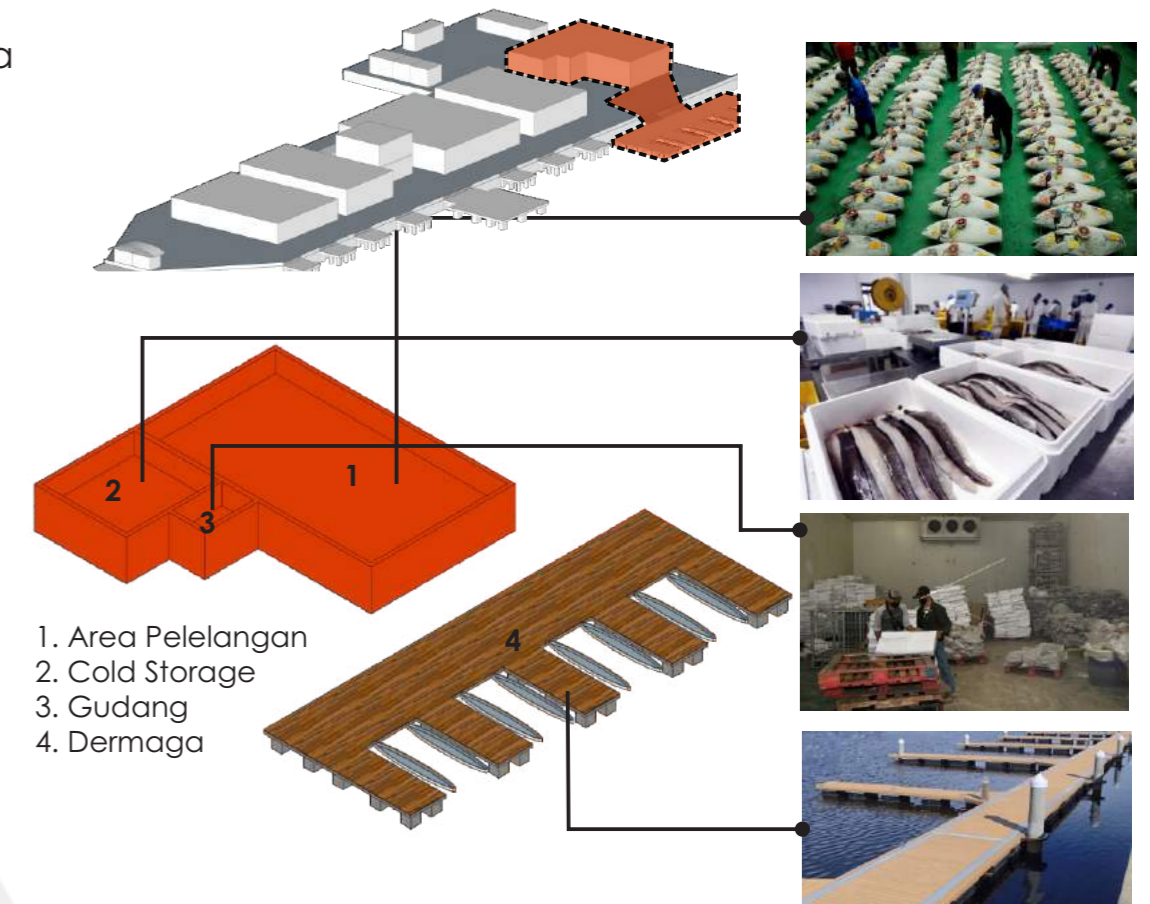 a
1
2
3
4
1. Area Pelelangan
2. Cold Storage
3. Gudang
4. Dermaga